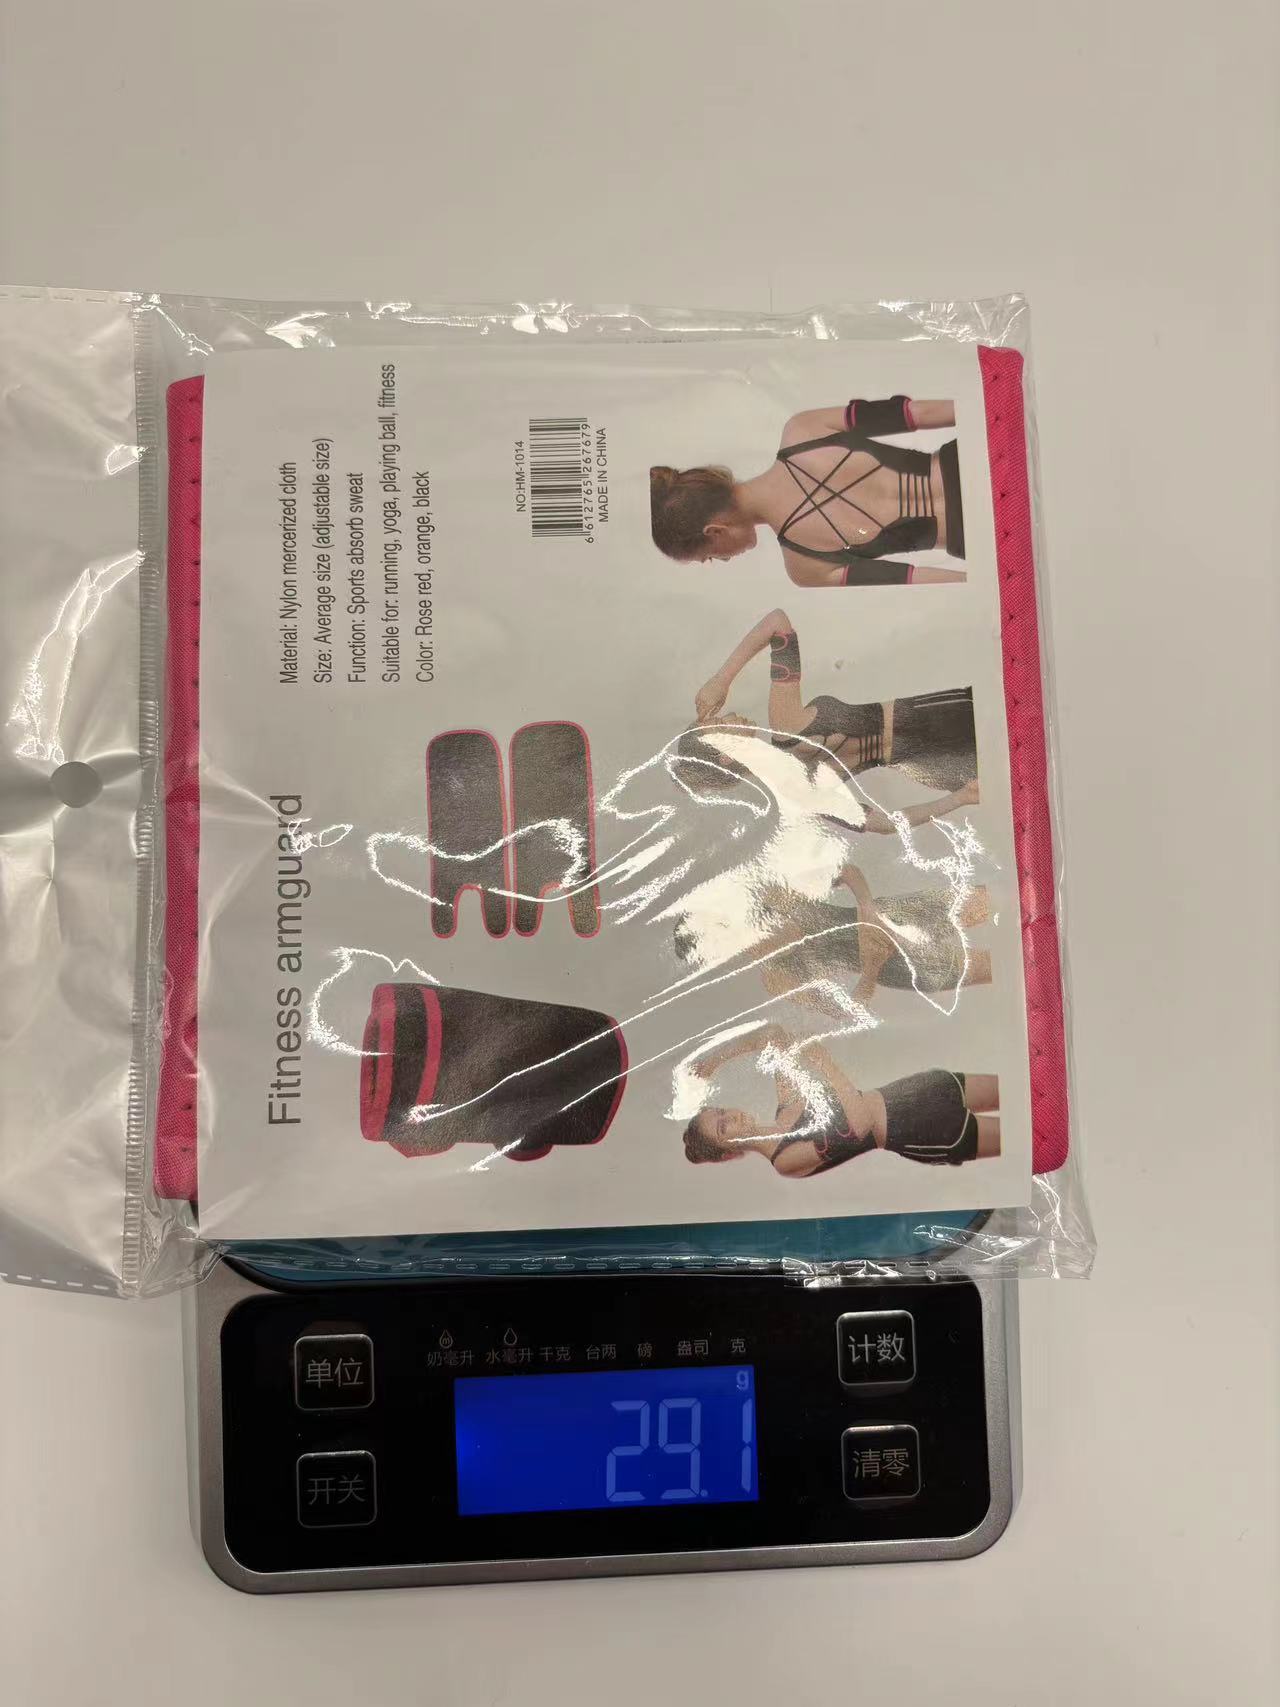 Fitness armguard
Material: Nylon mercerized cloth
Size: Average size (adjustable size)
Function: Sports absorb sweat
Suitable for: running, yoga, playing ball, fitness
Color: Rose red, orange, black
NO:HM-1014
6 612765 267679
MADE IN CHINA
奶毫升 水毫升 千克 台两 磅 盎司 克
g
29.1
单位
开关
计数
清零